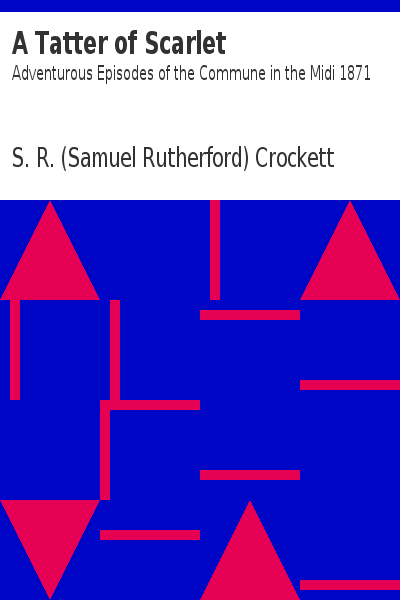 A Tatter of Scarlet
Adventurous Episodes of the Commune in the Midi 1871
S. R. (Samuel Rutherford) Crockett